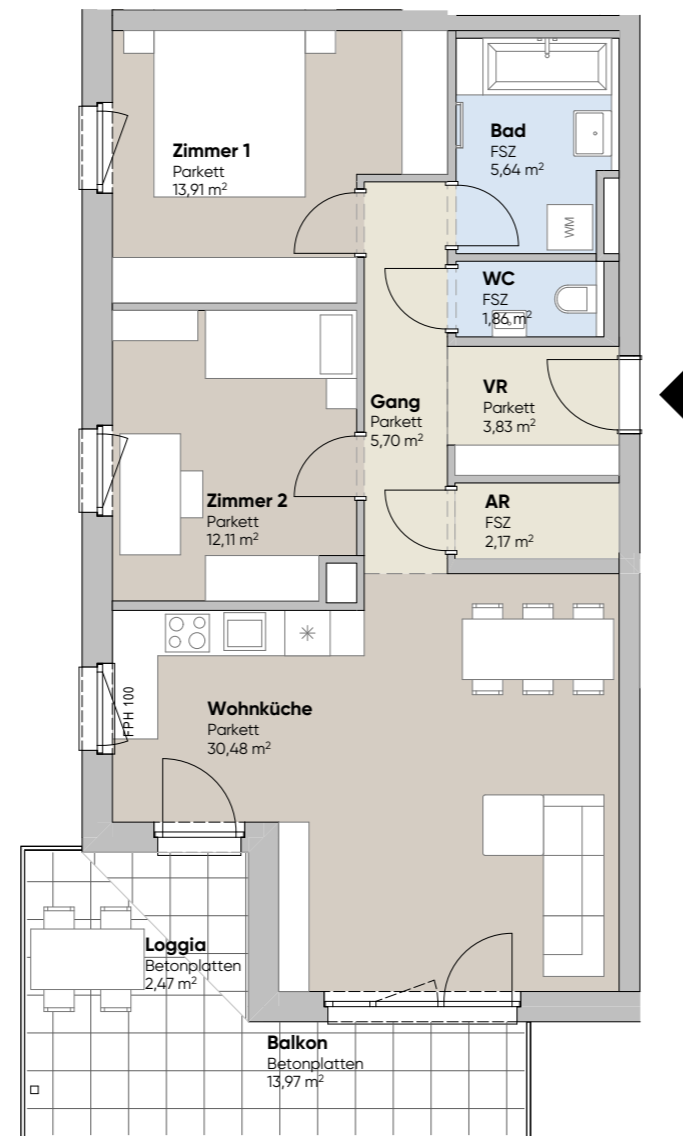 Zimmer 1
Parkett
13,91 m²
Bad
FSZ
5,64 m²
WM
WC
FSZ
1,86 m²
Gang
Parkett
5,70 m²
VR
Parkett
3,83 m²
Zimmer 2
Parkett
12,11 m²
AR
FSZ
2,17 m²
FPH 100
Wohnküche
Parkett
30,48 m²
Loggia
Betonplatten
2,47 m²
Balkon
Betonplatten
13,97 m²